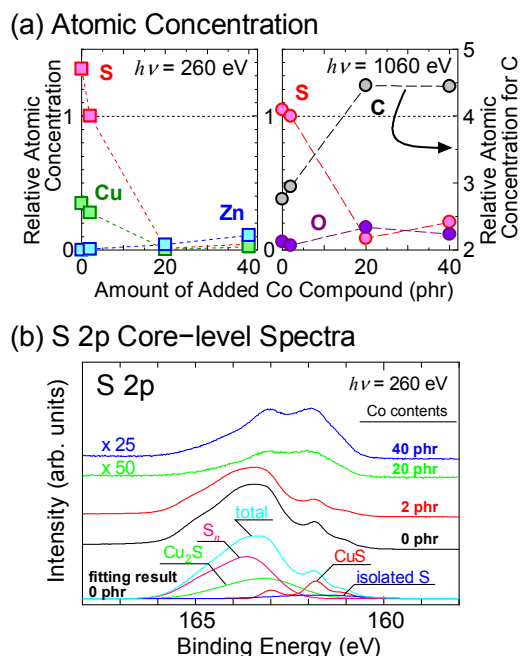 (a) Atomic Concentration
hν = 260 eV
hν = 1060 eV
S
Cu
Zn
S
C
O
Relative Atomic
Concentration
1
0
1
0
5
4
3
2
Relative Atomic
Concentration for C
0 20 40 0 20 40
Amount of Added Co Compound (phr)
(b) S 2p Core−level Spectra
S 2p
hν = 260 eV
Co contents
x 25
40 phr
x 50
20 phr
2 phr
total
0 phr
Sn
Cu2S
CuS
fitting result
0 phr
isolated S
Intensity (arb. units)
165 160
Binding Energy (eV)